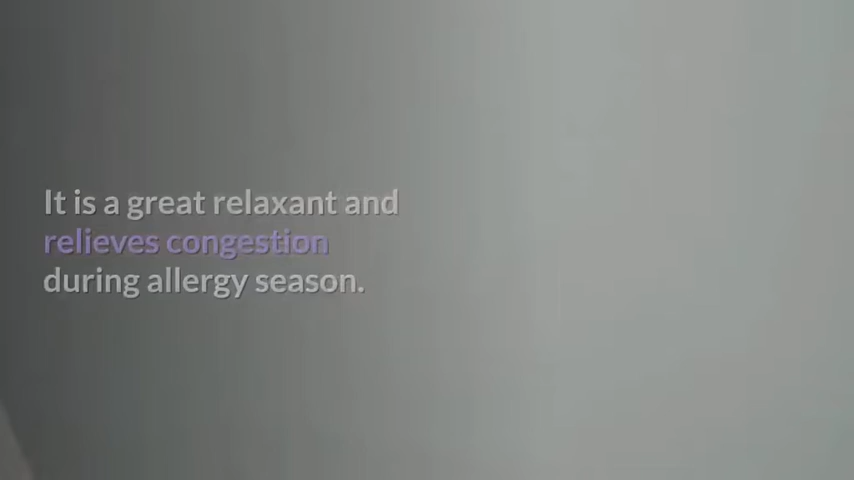 It is a great relaxant and
relieves congestion
during allergy season.